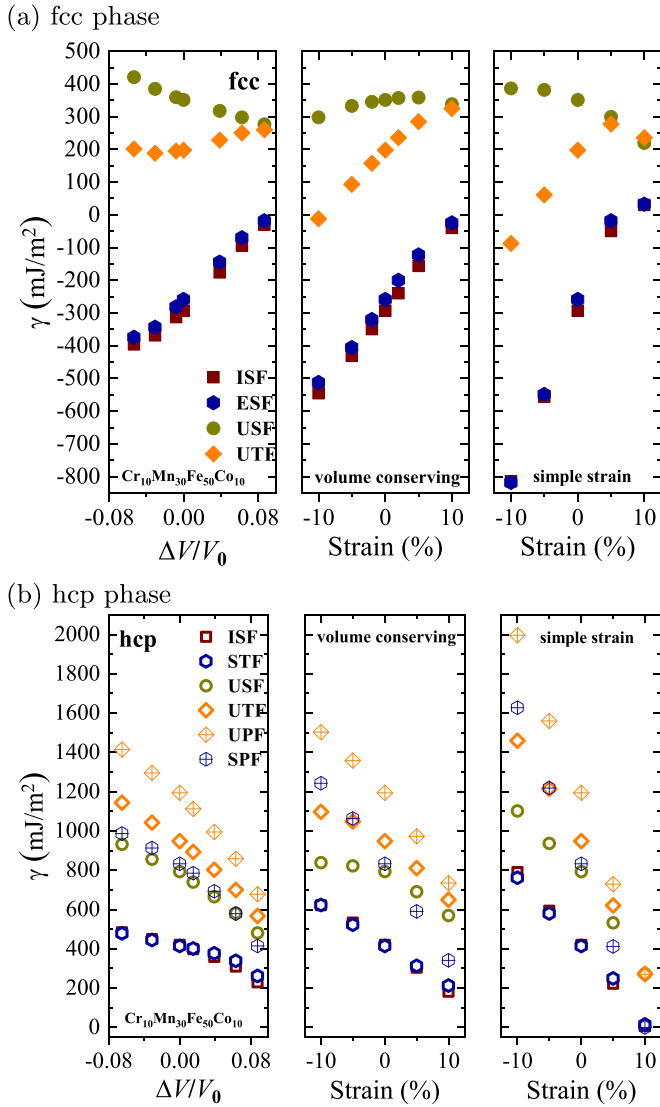 (a) fcc phase
500
400
300
200
100
0
-100
-200
-300
-400
-500
-600
-700
-800
γ (mJ/m²)
fcc
ISF
ESF
USF
UTF
Cr₁₀Mn₃₀Fe₅₀Co₁₀
volume conserving
simple strain
-0.08 0.00 0.08
-10 0 10
-10 0 10
ΔV/V₀
Strain (%)
Strain (%)
(b) hcp phase
2000
1800
1600
1400
1200
1000
800
600
400
200
0
γ (mJ/m²)
hcp
ISF
STF
USF
UTF
UPF
SPF
volume conserving
simple strain
Cr₁₀Mn₃₀Fe₅₀Co₁₀
-0.08 0.00 0.08
-10 0 10
-10 0 10
ΔV/V₀
Strain (%)
Strain (%)